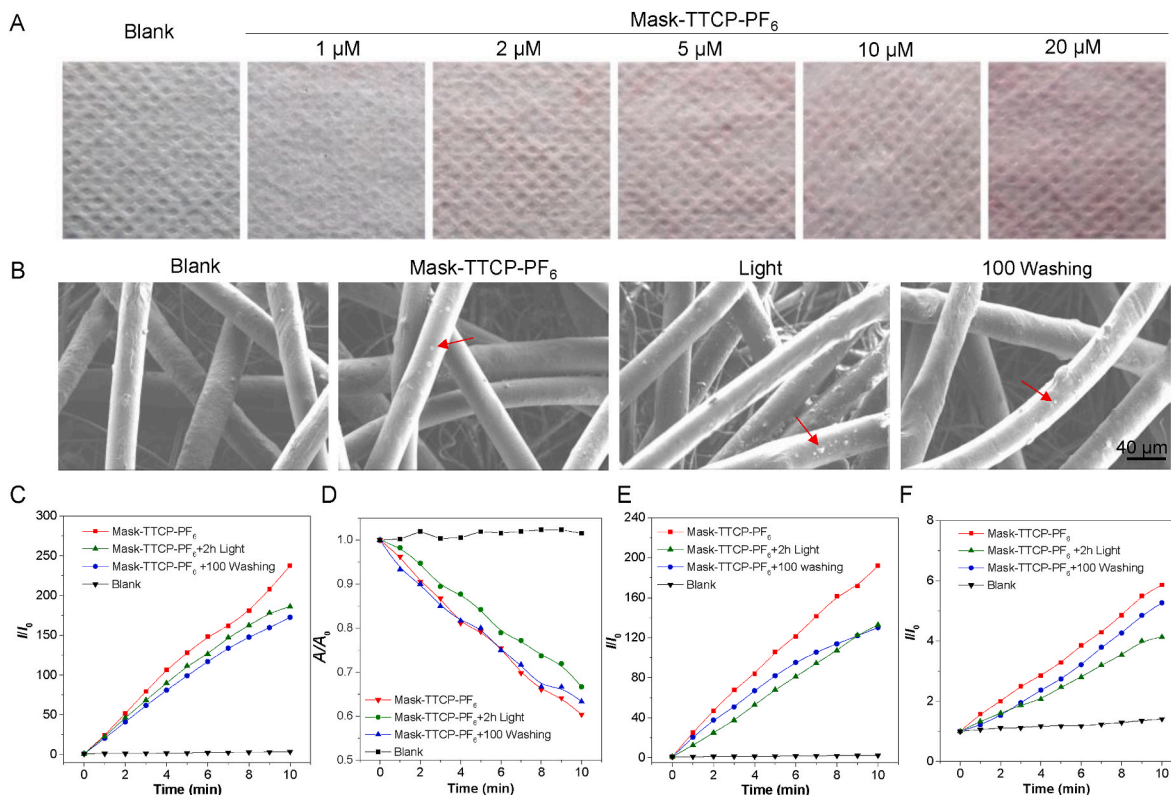 A
Blank
Mask-TTCP-PF₆
1 µM
2 µM
5 µM
10 µM
20 µM
B
Blank
Mask-TTCP-PF₆
Light
100 Washing
40 µm
C
I/I₀
300
250
200
150
100
50
0
Mask-TTCP-PF₆
Mask-TTCP-PF₆+2h Light
Mask-TTCP-PF₆ +100 Washing
Blank
0 2 4 6 8 10
Time (min)
D
A/A₀
1.0
0.9
0.8
0.7
0.6
0.5
Mask-TTCP-PF₆
Mask-TTCP-PF₆+2h Light
Mask-TTCP-PF₆+100 Washing
Blank
0 2 4 6 8 10
Time (min)
E
I/I₀
240
200
160
120
80
40
0
Mask-TTCP-PF₆
Mask-TTCP-PF₆+2h Light
Mask-TTCP-PF₆+100 washing
Blank
0 2 4 6 8 10
Time (min)
F
I/I₀
8
6
4
2
0
Mask-TTCP-PF₆
Mask-TTCP-PF₆+2h Light
Mask-TTCP-PF₆+100 Washing
Blank
0 2 4 6 8 10
Time (min)